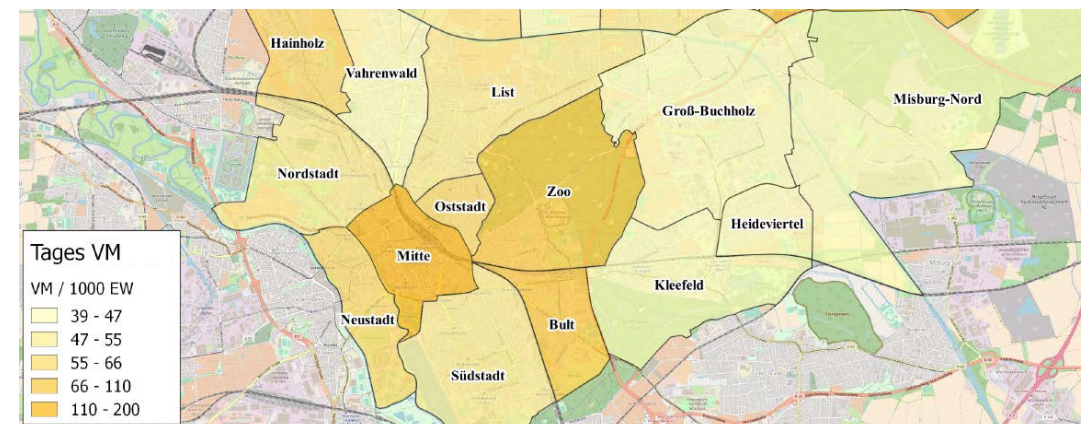 Hainholz
Vahrenwald
List
Groß-Buchholz
Misburg-Nord
Nordstadt
Oststadt
Zoo
Heideviertel
Mitte
Kleefeld
Neustadt
Bult
Südstadt
Tages VM
VM / 1000 EW
39 - 47
47 - 55
55 - 66
66 - 110
110 - 200